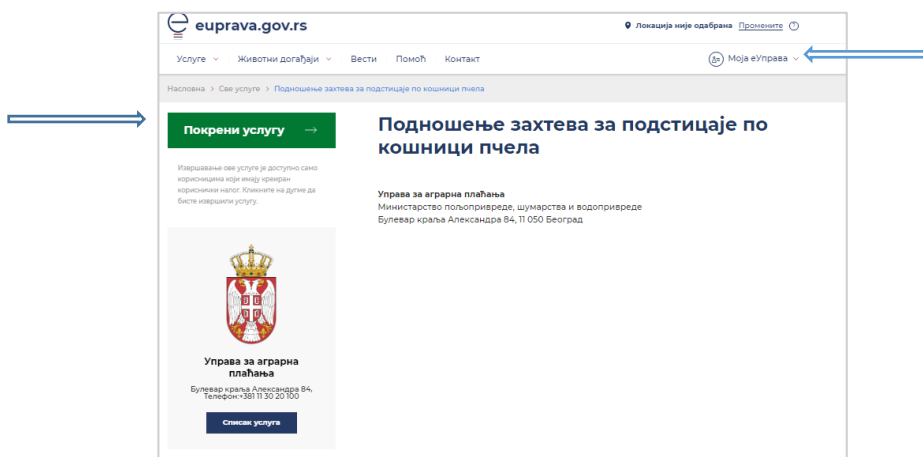 euprava.gov.rs
Локација није одабрана Промените ?
Услуге Животни догађаји Вести Помоћ Контакт Моја еУправа
Насловна > Све услуге > Подношење захтева за подстицаје по кошници пчела
Покрени услугу →
Извршавање ове услуге је доступно само
корисницима који имају креиран
кориснички налог. Кликните на дугме да
бисте извршили услугу.
Управа за аграрна
плаћања
Булевар краља Александра 84,
Телефон:+381 11 30 20 100
Списак услуга
Подношење захтева за подстицаје по
кошници пчела
Управа за аграрна плаћања
Министарство пољопривреде, шумарства и водопривреде
Булевар краља Александра 84, 11 050 Београд